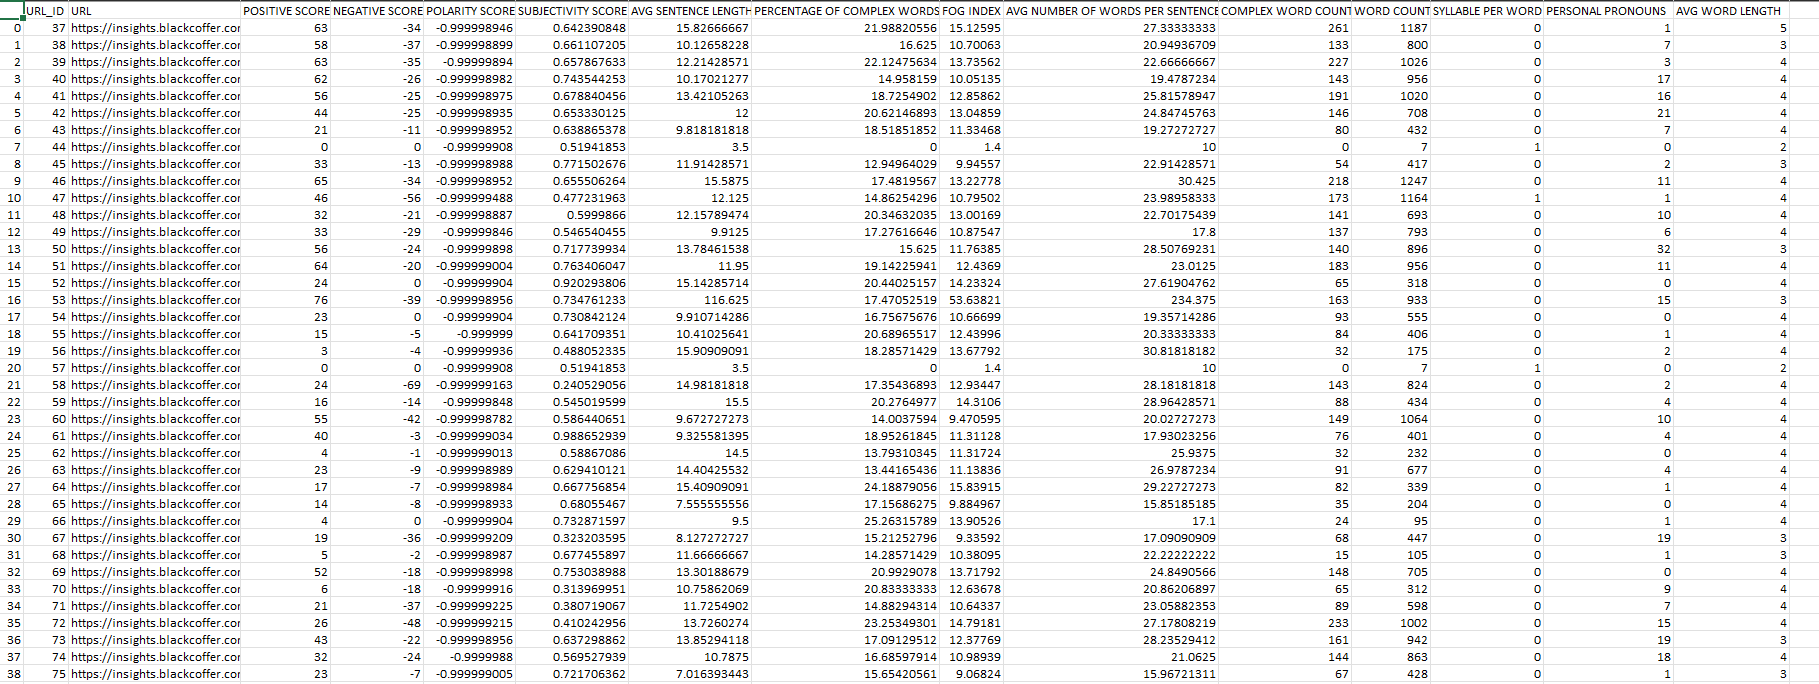 URL_ID URL POSITIVE SCORE NEGATIVE SCORE POLARITY SCORE SUBJECTIVITY SCORE AVG SENTENCE LENGTH PERCENTAGE OF COMPLEX WORDS FOG INDEX AVG NUMBER OF WORDS PER SENTENCE COMPLEX WORD COUNT WORD COUNT SYLLABLE PER WORD PERSONAL PRONOUNS AVG WORD LENGTH
0 37 https://insights.blackcoffer.cor 63 -34 -0.999998946 0.642390848 15.82666667 21.98820556 15.12595 27.33333333 261 1187 0 1 5
1 38 https://insights.blackcoffer.cor 58 -37 -0.999998899 0.661107205 10.12658228 16.625 10.70063 20.94936709 133 800 0 7 3
2 39 https://insights.blackcoffer.cor 63 -35 -0.99999894 0.657867633 12.21428571 22.12475634 13.73562 22.66666667 227 1026 0 3 4
3 40 https://insights.blackcoffer.cor 62 -26 -0.999998982 0.743544253 10.17021277 14.958159 10.05135 19.4787234 143 956 0 17 4
4 41 https://insights.blackcoffer.cor 56 -25 -0.999998975 0.678840456 13.42105263 18.7254902 12.85862 25.81578947 191 1020 0 16 4
5 42 https://insights.blackcoffer.cor 44 -25 -0.999998935 0.653330125 12 20.62146893 13.04859 24.84745763 146 708 0 21 4
6 43 https://insights.blackcoffer.cor 21 -11 -0.999998952 0.638865378 9.818181818 18.51851852 11.33468 19.27272727 80 432 0 7 4
7 44 https://insights.blackcoffer.cor 0 0 -0.99999908 0.51941853 3.5 0 1.4 10 0 7 1 0 2
8 45 https://insights.blackcoffer.cor 33 -13 -0.999998988 0.771502676 11.91428571 12.94964029 9.94557 22.91428571 54 417 0 2 3
9 46 https://insights.blackcoffer.cor 65 -34 -0.999998952 0.655506264 15.5875 17.4819567 13.22778 30.425 218 1247 0 11 4
10 47 https://insights.blackcoffer.cor 46 -56 -0.999999488 0.477231963 12.125 14.86254296 10.79502 23.98958333 173 1164 1 1 4
11 48 https://insights.blackcoffer.cor 32 -21 -0.999998887 0.5999866 12.15789474 20.34632035 13.00169 22.70175439 141 693 0 10 4
12 49 https://insights.blackcoffer.cor 33 -29 -0.99999846 0.546540455 9.9125 17.27616646 10.87547 17.8 137 793 0 6 4
13 50 https://insights.blackcoffer.cor 56 -24 -0.99999898 0.717739934 13.78461538 15.625 11.76385 28.50769231 140 896 0 32 3
14 51 https://insights.blackcoffer.cor 64 -20 -0.999999004 0.763406047 11.95 19.14225941 12.4369 23.0125 183 956 0 11 4
15 52 https://insights.blackcoffer.cor 24 0 -0.99999904 0.920293806 15.14285714 20.44025157 14.23324 27.61904762 65 318 0 0 4
16 53 https://insights.blackcoffer.cor 76 -39 -0.999998956 0.734761233 116.625 17.47052519 53.63821 234.375 163 933 0 15 3
17 54 https://insights.blackcoffer.cor 23 0 -0.99999904 0.730842124 9.910714286 16.75675676 10.66699 19.35714286 93 555 0 0 4
18 55 https://insights.blackcoffer.cor 15 -5 -0.999999 0.641709351 10.41025641 20.68965517 12.43996 20.33333333 84 406 0 1 4
19 56 https://insights.blackcoffer.cor 3 -4 -0.99999936 0.488052335 15.90909091 18.28571429 13.67792 30.81818182 32 175 0 2 4
20 57 https://insights.blackcoffer.cor 0 0 -0.99999908 0.51941853 3.5 0 1.4 10 0 7 1 0 2
21 58 https://insights.blackcoffer.cor 24 -69 -0.999999163 0.240529056 14.98181818 17.35436893 12.93447 28.18181818 143 824 0 2 4
22 59 https://insights.blackcoffer.cor 16 -14 -0.99999848 0.545019599 15.5 20.2764977 14.3106 28.96428571 88 434 0 4 4
23 60 https://insights.blackcoffer.cor 55 -42 -0.999998782 0.586440651 9.672727273 14.0037594 9.470595 20.02727273 149 1064 0 10 4
24 61 https://insights.blackcoffer.cor 40 -3 -0.999999034 0.988652939 9.325581395 18.95261845 11.31128 17.93023256 76 401 0 4 4
25 62 https://insights.blackcoffer.cor 4 -1 -0.999999013 0.58867086 14.5 13.79310345 11.31724 25.9375 32 232 0 0 4
26 63 https://insights.blackcoffer.cor 23 -9 -0.999998989 0.629410121 14.40425532 13.44165436 11.13836 26.9787234 91 677 0 4 4
27 64 https://insights.blackcoffer.cor 17 -7 -0.999998984 0.667756854 15.40909091 24.18879056 15.83915 29.22727273 82 339 0 1 4
28 65 https://insights.blackcoffer.cor 14 -8 -0.999998933 0.68055467 7.555555556 17.15686275 9.884967 15.85185185 35 204 0 0 4
29 66 https://insights.blackcoffer.cor 4 0 -0.99999904 0.732871597 9.5 25.26315789 13.90526 17.1 24 95 0 1 4
30 67 https://insights.blackcoffer.cor 19 -36 -0.999999209 0.323203595 8.127272727 15.21252796 9.33592 17.09090909 68 447 0 19 3
31 68 https://insights.blackcoffer.cor 5 -2 -0.999998987 0.677455897 11.66666667 14.28571429 10.38095 22.22222222 15 105 0 1 3
32 69 https://insights.blackcoffer.cor 52 -18 -0.999998998 0.753038988 13.30188679 20.9929078 13.71792 24.8490566 148 705 0 0 4
33 70 https://insights.blackcoffer.cor 6 -18 -0.99999916 0.313969951 10.75862069 20.83333333 12.63678 20.86206897 65 312 0 9 4
34 71 https://insights.blackcoffer.cor 21 -37 -0.999999225 0.380719067 11.7254902 14.88294314 10.64337 23.05882353 89 598 0 7 4
35 72 https://insights.blackcoffer.cor 26 -48 -0.999999215 0.410242956 13.7260274 23.25349301 14.79181 27.17808219 233 1002 0 15 4
36 73 https://insights.blackcoffer.cor 43 -22 -0.999998956 0.637298862 13.85294118 17.09129512 12.37769 28.23529412 161 942 0 19 3
37 74 https://insights.blackcoffer.cor 32 -24 -0.9999988 0.569527939 10.7875 16.68597914 10.98939 21.0625 144 863 0 18 4
38 75 https://insights.blackcoffer.cor 23 -7 -0.999999005 0.721706362 7.016393443 15.65420561 9.06824 15.96721311 67 428 0 1 3